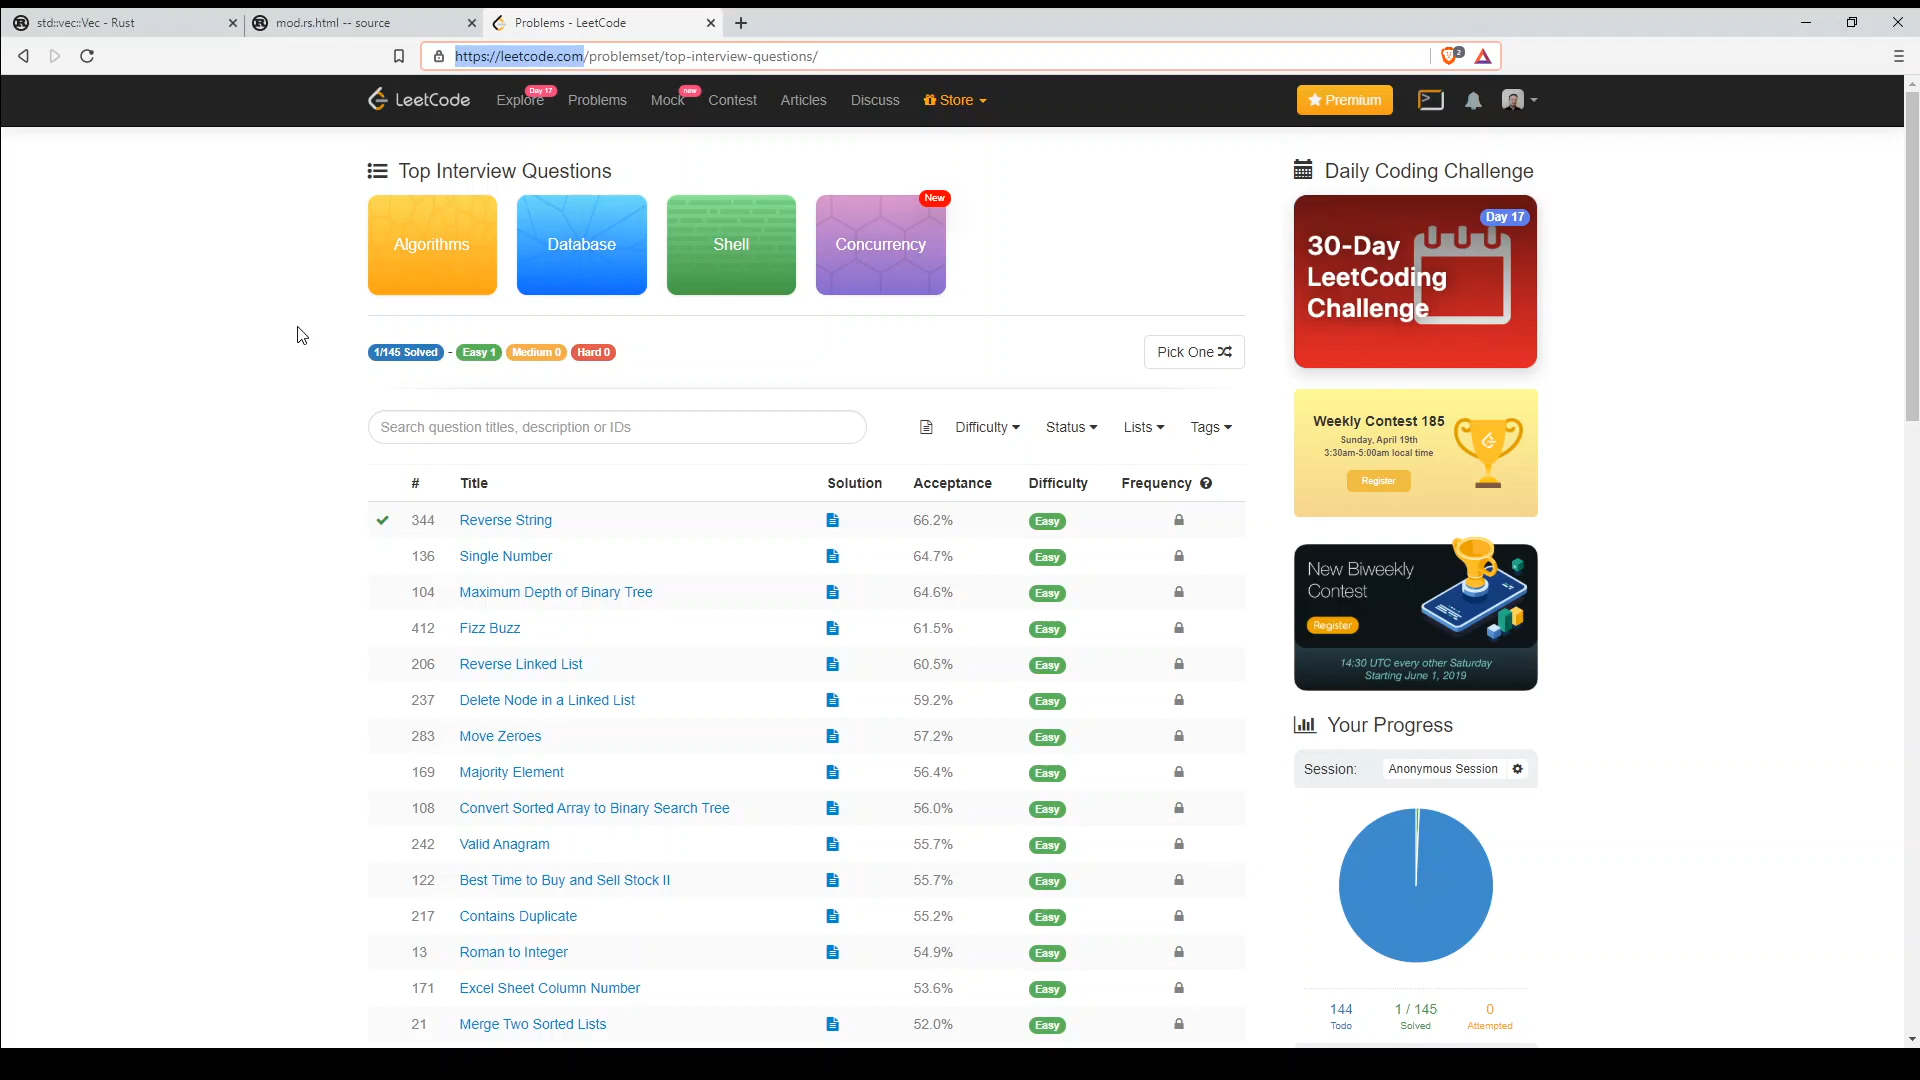 std::vec::Vec - Rust
mod.rs.html -- source
Problems - LeetCode
https://leetcode.com/problemset/top-interview-questions/
2
LeetCode
Explore
Day 17
Problems
Mock
new
Contest
Articles
Discuss
Store
Premium
Top Interview Questions
Algorithms
Database
Shell
Concurrency
New
1/145 Solved - Easy 1 Medium 0 Hard 0
Pick One
Search question titles, description or IDs
Difficulty Status Lists Tags
# Title Solution Acceptance Difficulty Frequency
344 Reverse String 66.2% Easy
136 Single Number 64.7% Easy
104 Maximum Depth of Binary Tree 64.6% Easy
412 Fizz Buzz 61.5% Easy
206 Reverse Linked List 60.5% Easy
237 Delete Node in a Linked List 59.2% Easy
283 Move Zeroes 57.2% Easy
169 Majority Element 56.4% Easy
108 Convert Sorted Array to Binary Search Tree 56.0% Easy
242 Valid Anagram 55.7% Easy
122 Best Time to Buy and Sell Stock II 55.7% Easy
217 Contains Duplicate 55.2% Easy
13 Roman to Integer 54.9% Easy
171 Excel Sheet Column Number 53.6% Easy
21 Merge Two Sorted Lists 52.0% Easy
Daily Coding Challenge
Day 17
30-Day
LeetCoding
Challenge
Weekly Contest 185
Sunday, April 19th
3:30am-5:00am local time
Register
New Biweekly
Contest
Register
14:30 UTC every other Saturday
Starting June 1, 2019
Your Progress
Session: Anonymous Session
144 1 / 145 0
Todo Solved Attempted